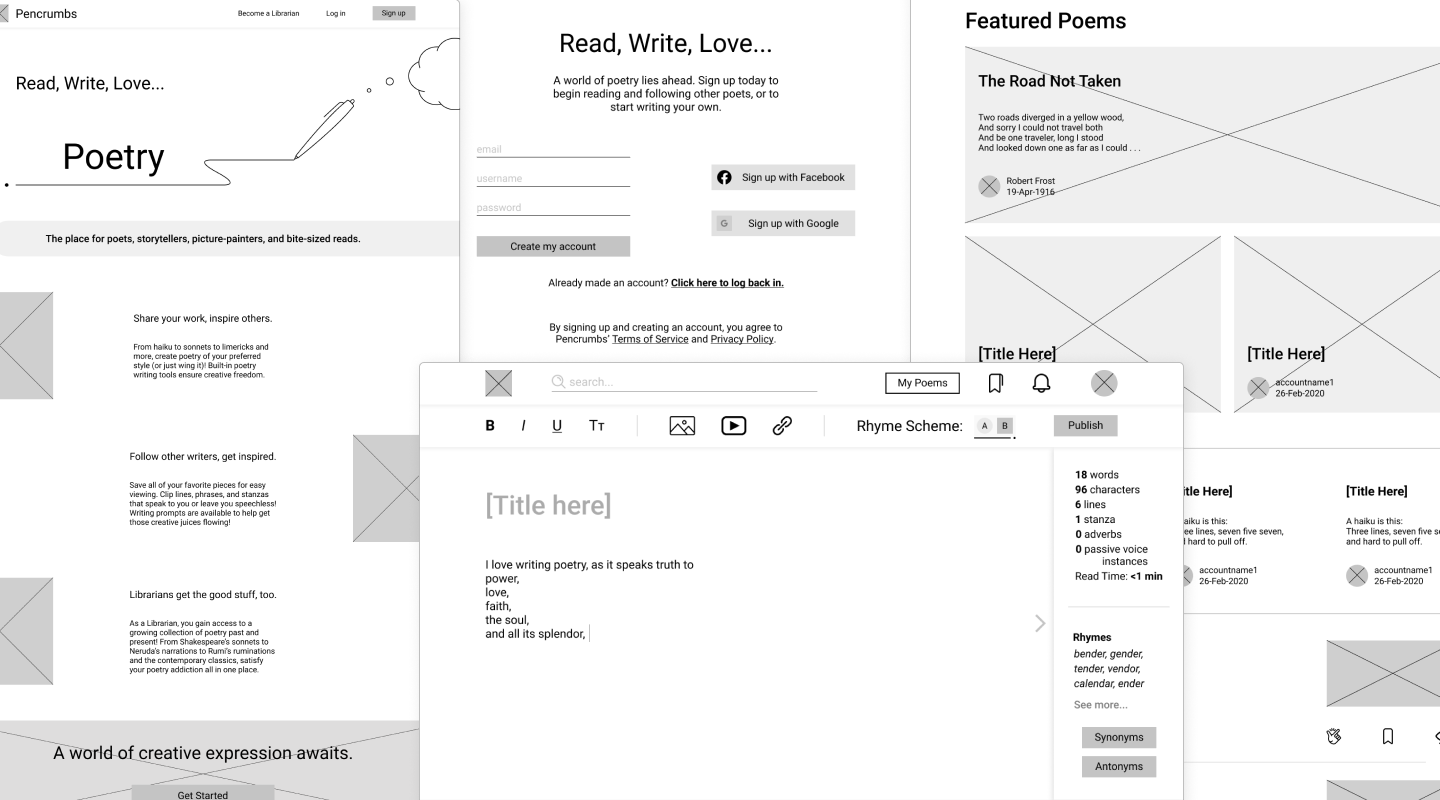 Pencrumbs
Become a Librarian
Log in
Sign up
Read, Write, Love...
Poetry
The place for poets, storytellers, picture-painters, and bite-sized reads.
Share your work, inspire others.
From haiku to sonnets to limericks and
more, create poetry of your preferred
style (or just wing it)! Built-in poetry
writing tools ensure creative freedom.
Follow other writers, get inspired.
Save all of your favorite pieces for easy
viewing. Clip lines, phrases, and stanzas
that speak to you or leave you speechless!
Writing prompts are available to help get
those creative juices flowing!
Librarians get the good stuff, too.
As a Librarian, you gain access to a
growing collection of poetry past and
present! From Shakespeare's sonnets to
Neruda's narrations to Rumi's ruminations
and the contemporary classics, satisfy
your poetry addiction all in one place.
A world of creative expression awaits.
Get Started
Read, Write, Love...
A world of poetry lies ahead. Sign up today to
begin reading and following other poets, or to
start writing your own.
email
username
password
Create my account
Sign up with Facebook
G Sign up with Google
Already made an account? Click here to log back in.
By signing up and creating an account, you agree to
Pencrumbs' Terms of Service and Privacy Policy.
Featured Poems
The Road Not Taken
Two roads diverged in a yellow wood,
And sorry I could not travel both
And be one traveler, long I stood
And looked down one as far as I could . . .
Robert Frost
19-Apr-1916
[Title Here]
[Title Here]
accountname1
26-Feb-2020
search...
My Poems
B I U TT
Rhyme Scheme: A B
Publish
[Title here]
I love writing poetry, as it speaks truth to
power,
love,
faith,
the soul,
and all its splendor,
18 words
96 characters
6 lines
1 stanza
0 adverbs
0 passive voice
instances
Read Time: <1 min
Rhymes
bender, gender,
tender, vendor,
calendar, ender
See more...
Synonyms
Antonyms
itle Here]
aiku is this:
ee lines, seven five seven,
hard to pull off.
accountname1
26-Feb-2020
[Title Here]
A haiku is this:
Three lines, seven five s
and hard to pull off.
accountname1
26-Feb-2020